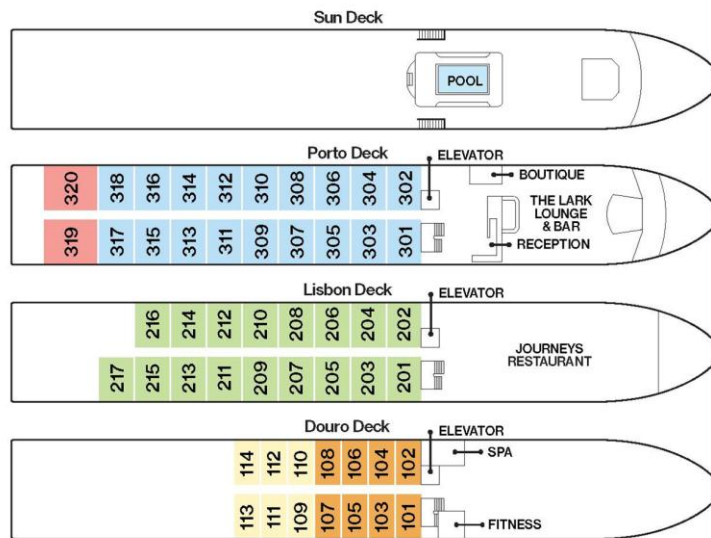 Sun Deck
POOL
Porto Deck
ELEVATOR
320 318 316 314 312 310 308 306 304 302
BOUTIQUE
THE LARK
LOUNGE
& BAR
RECEPTION
319 317 315 313 311 309 307 305 303 301
Lisbon Deck
ELEVATOR
216 214 212 210 208 206 204 202
JOURNEYS
RESTAURANT
217 215 213 211 209 207 205 203 201
Douro Deck
ELEVATOR
114 112 110 108 106 104 102
SPA
113 111 109 107 105 103 101
FITNESS